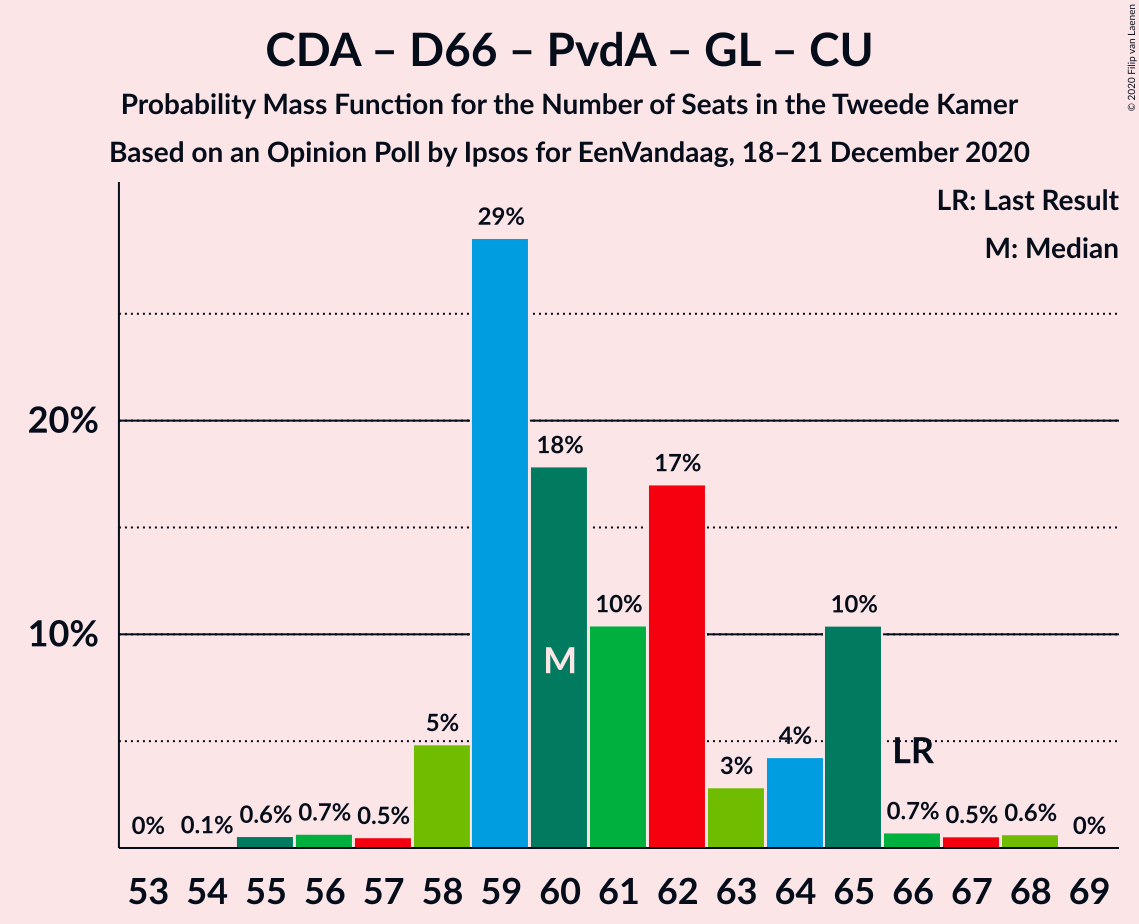 CDA – D66 – PvdA – GL – CU
Probability Mass Function for the Number of Seats in the Tweede Kamer
Based on an Opinion Poll by Ipsos for EenVandaag, 18–21 December 2020
© 2020 Filip van Laenen
LR: Last Result
M: Median
20%
10%
0%
0.1%
0.6%
0.7%
0.5%
5%
29%
18%
10%
17%
3%
4%
10%
0.7%
0.5%
0.6%
0%
M
LR
53 54 55 56 57 58 59 60 61 62 63 64 65 66 67 68 69